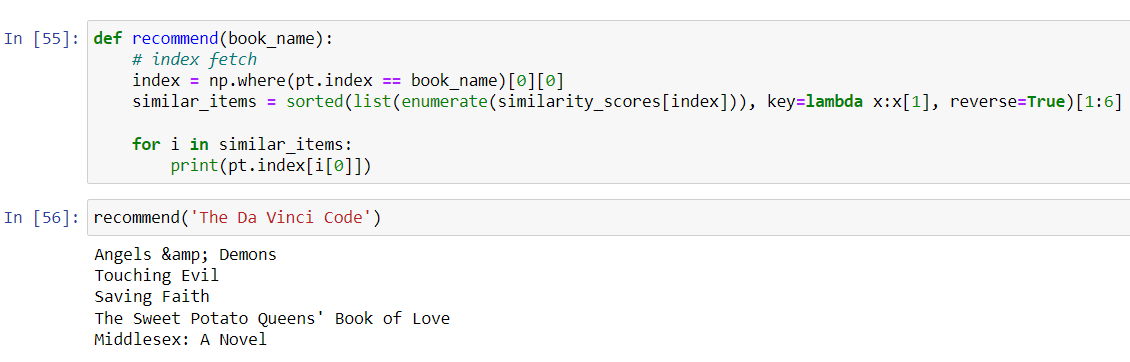 In [55]: def recommend(book_name):
    # index fetch
    index = np.where(pt.index == book_name)[0][0]
    similar_items = sorted(list(enumerate(similarity_scores[index])), key=lambda x:x[1], reverse=True)[1:6]
    for i in similar_items:
        print(pt.index[i[0]])
In [56]: recommend('The Da Vinci Code')
Angels &amp; Demons
Touching Evil
Saving Faith
The Sweet Potato Queens' Book of Love
Middlesex: A Novel